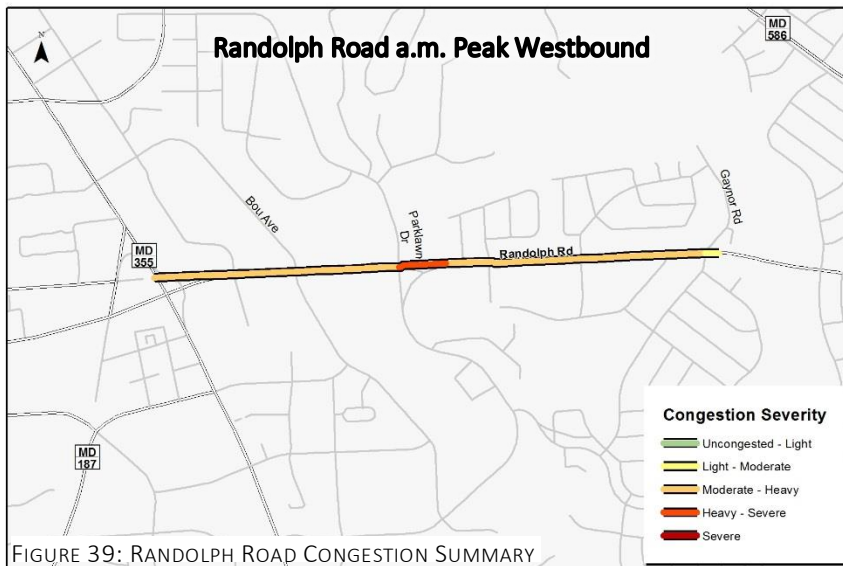 Randolph Road a.m. Peak Westbound
MD
586
Bou Ave
Parklawn
Dr
Gaynor Rd
Randolph Rd
MD
355
MD
187
Congestion Severity
Uncongested - Light
Light - Moderate
Moderate - Heavy
Heavy - Severe
Severe
FIGURE 39: RANDOLPH ROAD CONGESTION SUMMARY